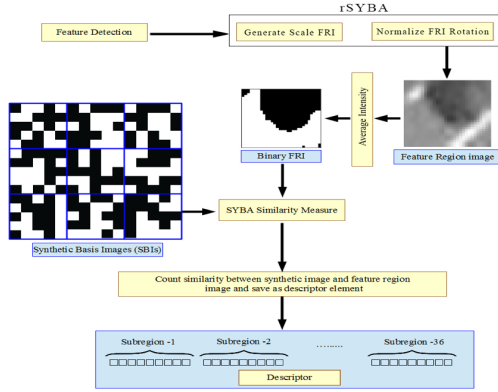 rSYBA
Feature Detection
Generate Scale FRI
Normalize FRI Rotation
Average Intensity
Binary FRI
Feature Region image
SYBA Similarity Measure
Synthetic Basis Images (SBIs)
Count similarity between synthetic image and feature region
image and save as descriptor element
Subregion -1
Subregion -2
.........
Subregion -36
Descriptor